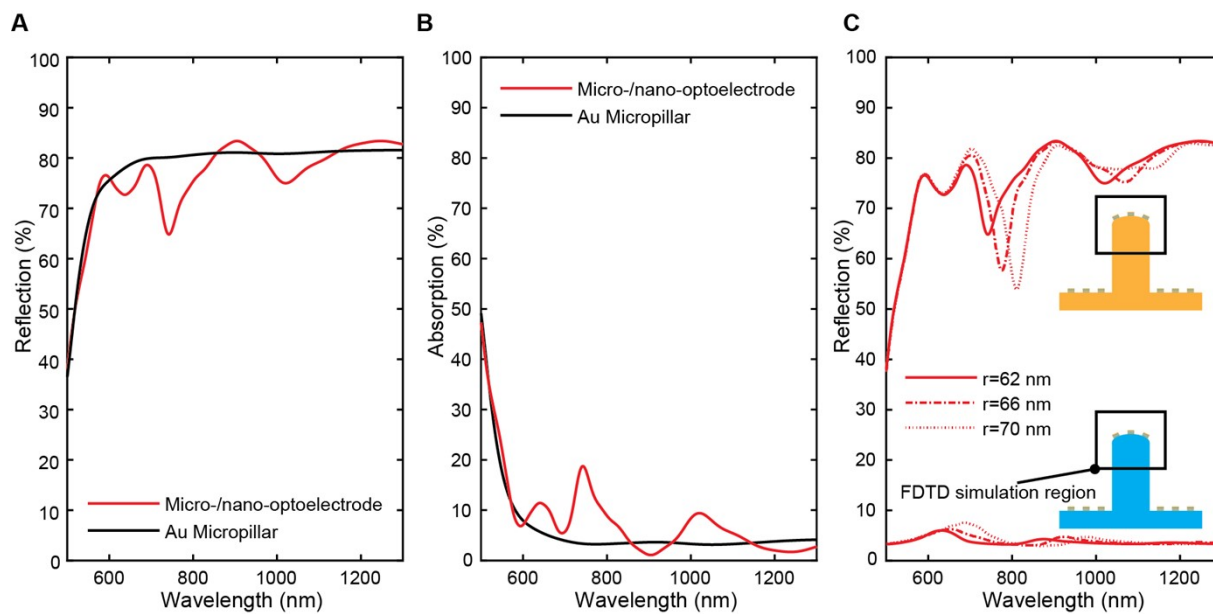 A
Reflection (%)
100
90
80
70
60
50
40
30
20
10
0
Micro-/nano-optoelectrode
Au Micropillar
600 800 1000 1200
Wavelength (nm)
B
Absorption (%)
100
90
80
70
60
50
40
30
20
10
0
Micro-/nano-optoelectrode
Au Micropillar
600 800 1000 1200
Wavelength (nm)
C
Reflection (%)
100
90
80
70
60
50
40
30
20
10
0
r=62 nm
r=66 nm
r=70 nm
FDTD simulation region
600 800 1000 1200
Wavelength (nm)